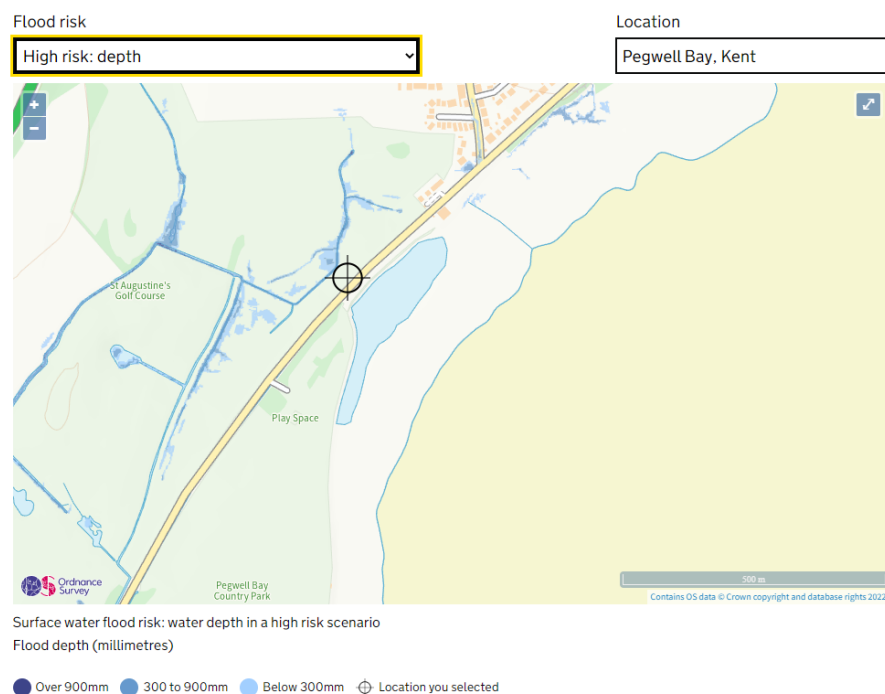 Flood risk
Location
High risk: depth
Pegwell Bay, Kent
+
−
St Augustine's
Golf Course
Play Space
Pegwell Bay
Country Park
Ordnance
Survey
500 m
Contains OS data © Crown copyright and database rights 2022
Surface water flood risk: water depth in a high risk scenario
Flood depth (millimetres)
Over 900mm 300 to 900mm Below 300mm Location you selected